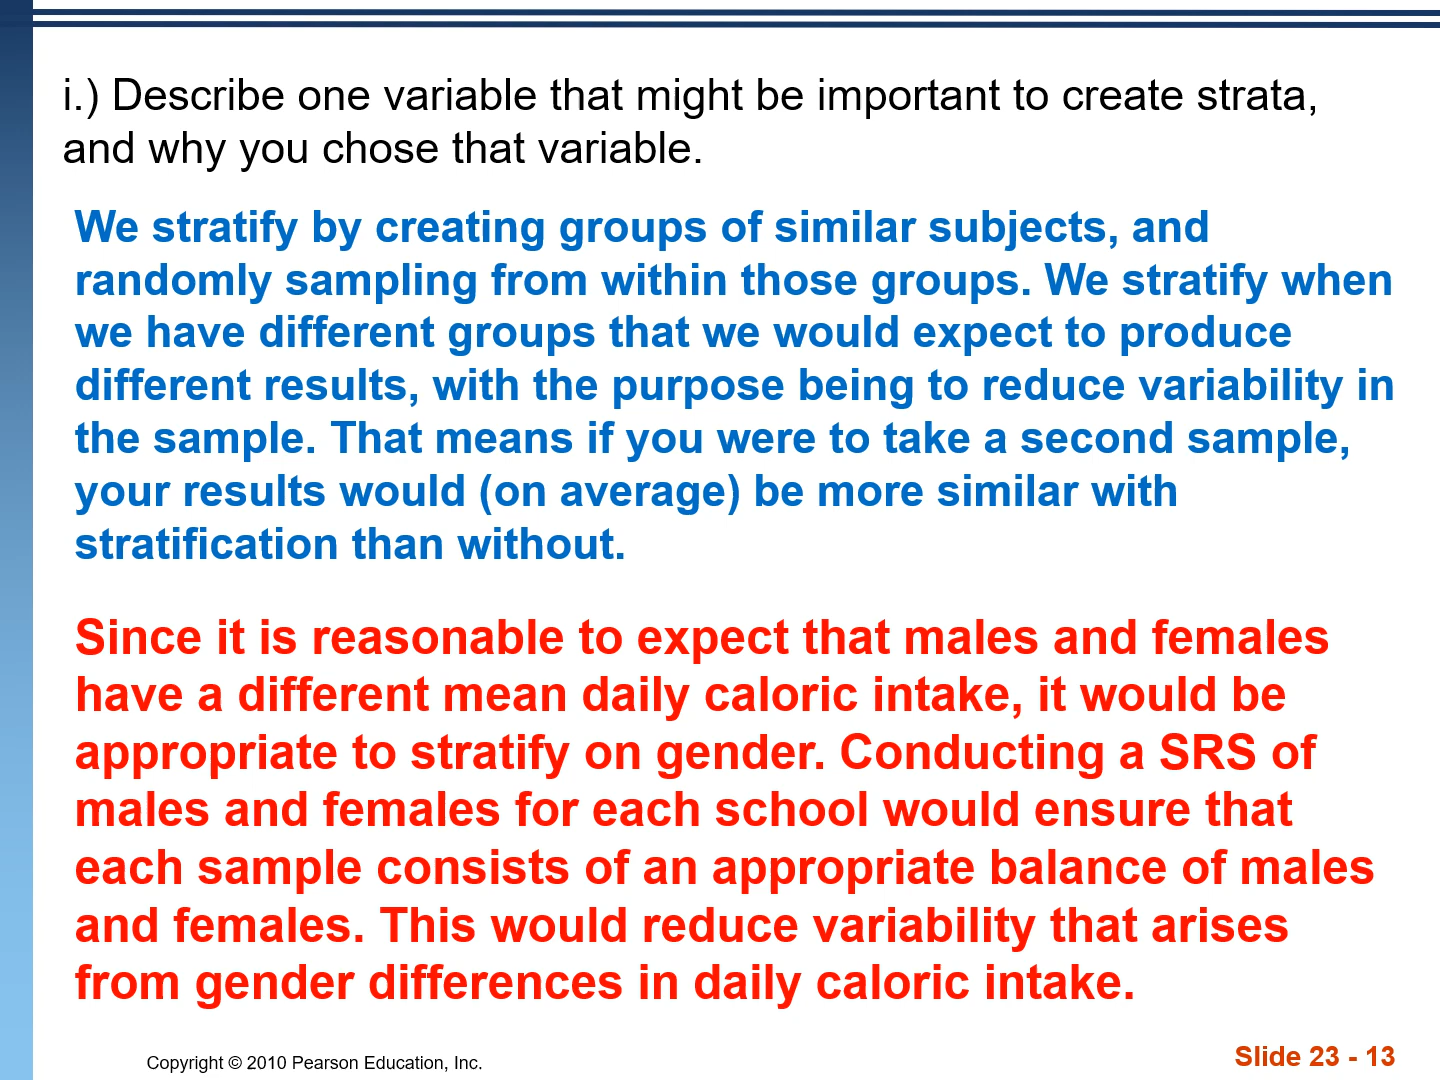 i.) Describe one variable that might be important to create strata,
and why you chose that variable.
We stratify by creating groups of similar subjects, and
randomly sampling from within those groups. We stratify when
we have different groups that we would expect to produce
different results, with the purpose being to reduce variability in
the sample. That means if you were to take a second sample,
your results would (on average) be more similar with
stratification than without.
Since it is reasonable to expect that males and females
have a different mean daily caloric intake, it would be
appropriate to stratify on gender. Conducting a SRS of
males and females for each school would ensure that
each sample consists of an appropriate balance of males
and females. This would reduce variability that arises
from gender differences in daily caloric intake.
Copyright © 2010 Pearson Education, Inc.
Slide 23 - 13